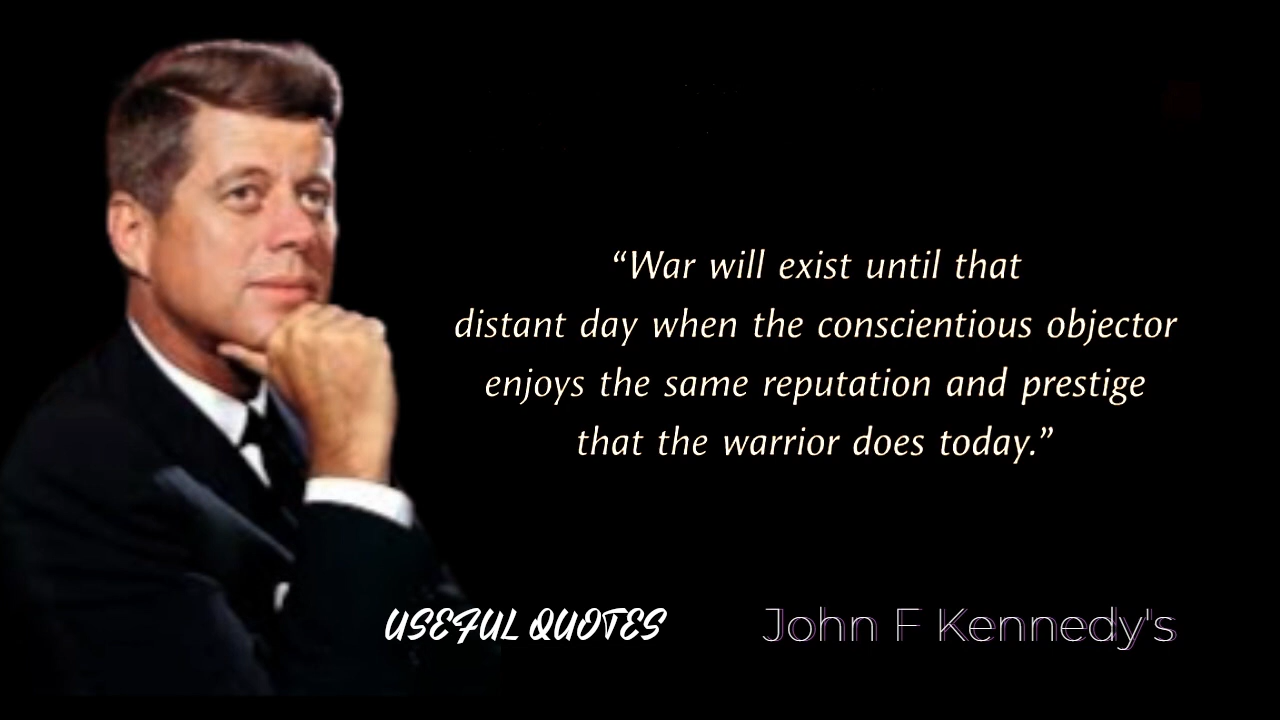 “War will exist until that
distant day when the conscientious objector
enjoys the same reputation and prestige
that the warrior does today.”
USEFUL QUOTES
John F Kennedy's